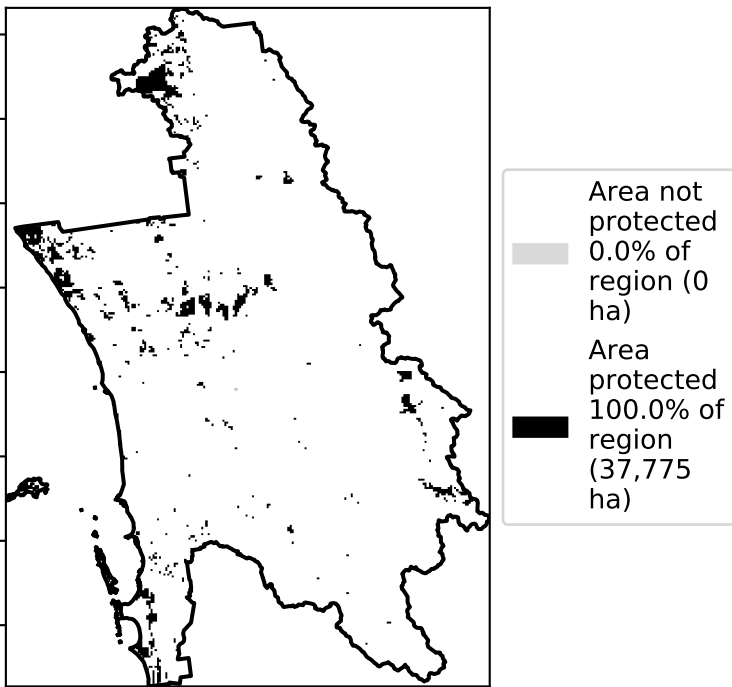 Area not
protected
0.0% of
region (0
ha)
Area
protected
100.0% of
region
(37,775
ha)